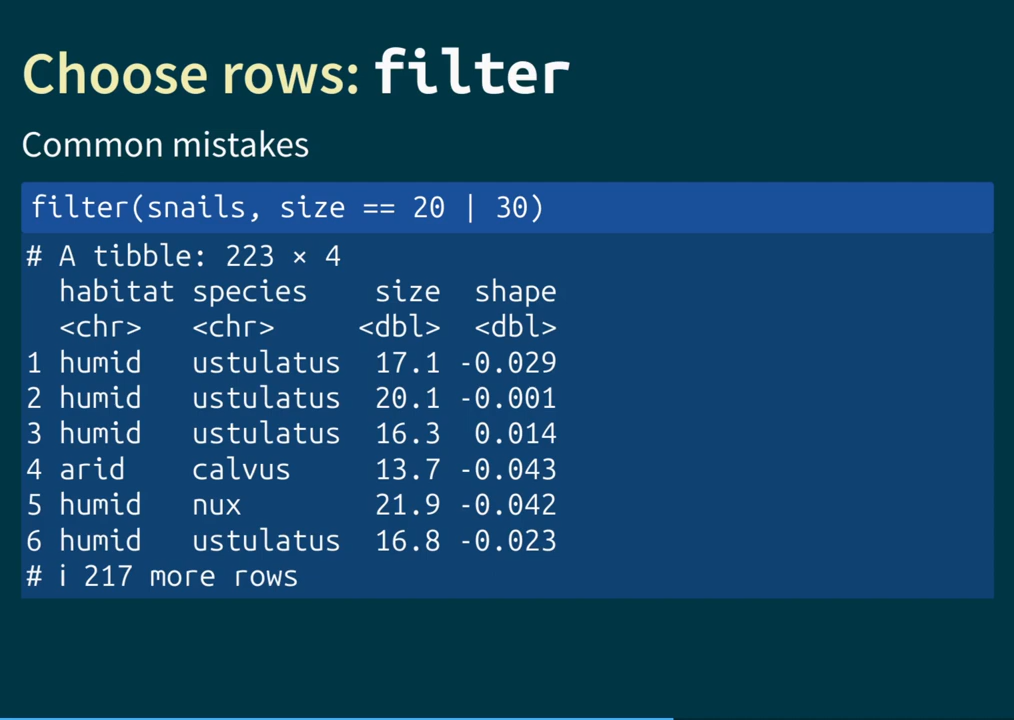 Choose rows: filter
Common mistakes
filter(snails, size == 20 | 30)
# A tibble: 223 × 4
  habitat species    size  shape
  <chr>   <chr>     <dbl>  <dbl>
1 humid   ustulatus  17.1 -0.029
2 humid   ustulatus  20.1 -0.001
3 humid   ustulatus  16.3  0.014
4 arid    calvus     13.7 -0.043
5 humid   nux        21.9 -0.042
6 humid   ustulatus  16.8 -0.023
# i 217 more rows